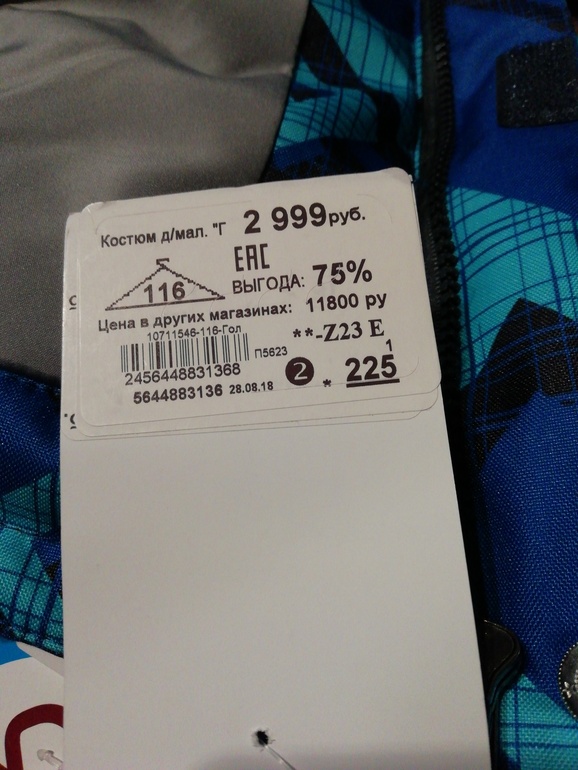 Костюм д/мал. "Г 2 999руб.
EAC
116 ВЫГОДА: 75%
Цена в других магазинах: 11800 ру
10711546-116-Гол
**-Z23 E
П5623
1
2456448831368
2 * 225
5644883136 28.08.18